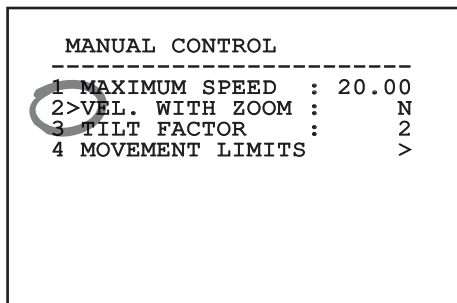 MANUAL CONTROL
-------------------------
1 MAXIMUM SPEED : 20.00
2>VEL. WITH ZOOM : N
3 TILT FACTOR : 2
4 MOVEMENT LIMITS >